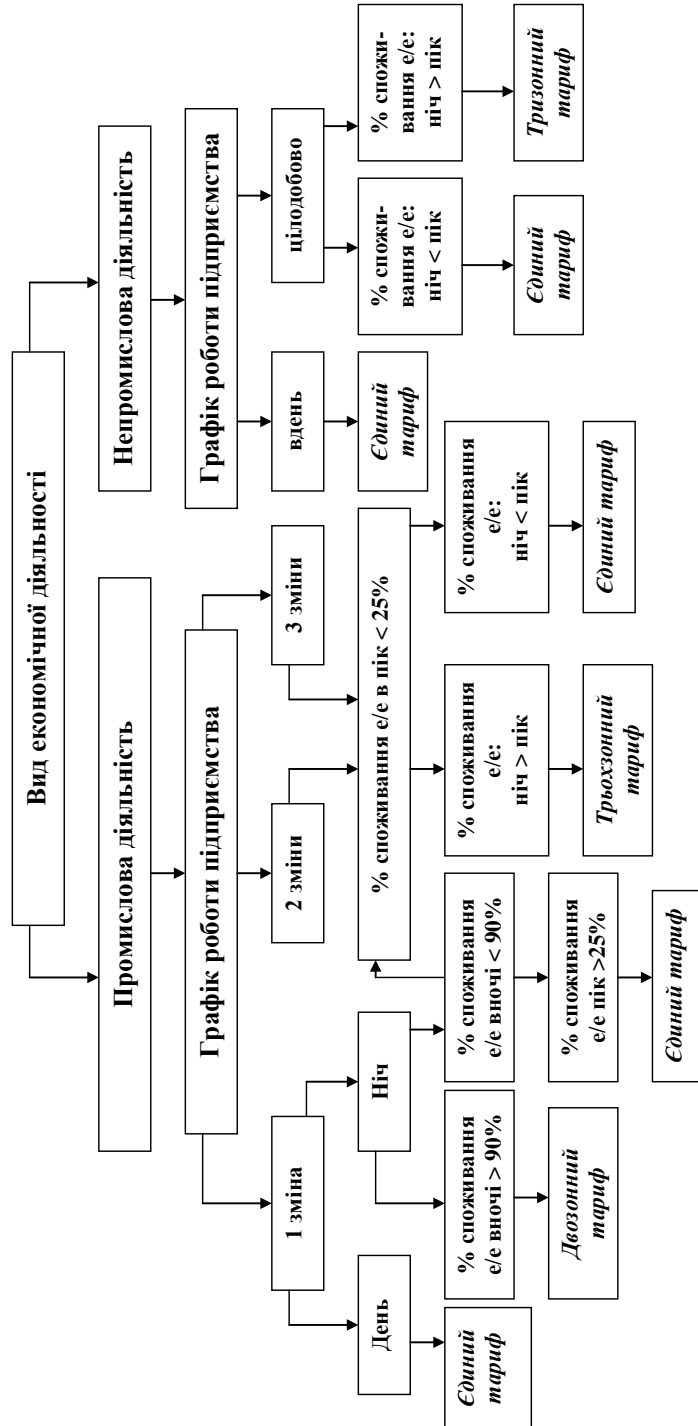 Вид економічної діяльності
Промислова діяльність
Непромислова діяльність
Графік роботи підприємства
Графік роботи підприємства
1 зміна
2 зміни
3 зміни
вдень
цілодобово
День
Ніч
% споживання е/е в пік < 25%
Єдиний
тариф
% спожи-
вання е/е:
ніч < пік
% спожи-
вання е/е:
ніч > пік
Єдиний
тариф
% споживання
е/е вночі > 90%
% споживання
е/е вночі < 90%
% споживання
е/е:
ніч > пік
% споживання
е/е:
ніч < пік
Єдиний
тариф
Тризонний
тариф
Двозонний
тариф
% споживання
е/е пік >25%
Трьохзонний
тариф
Єдиний тариф
Єдиний тариф